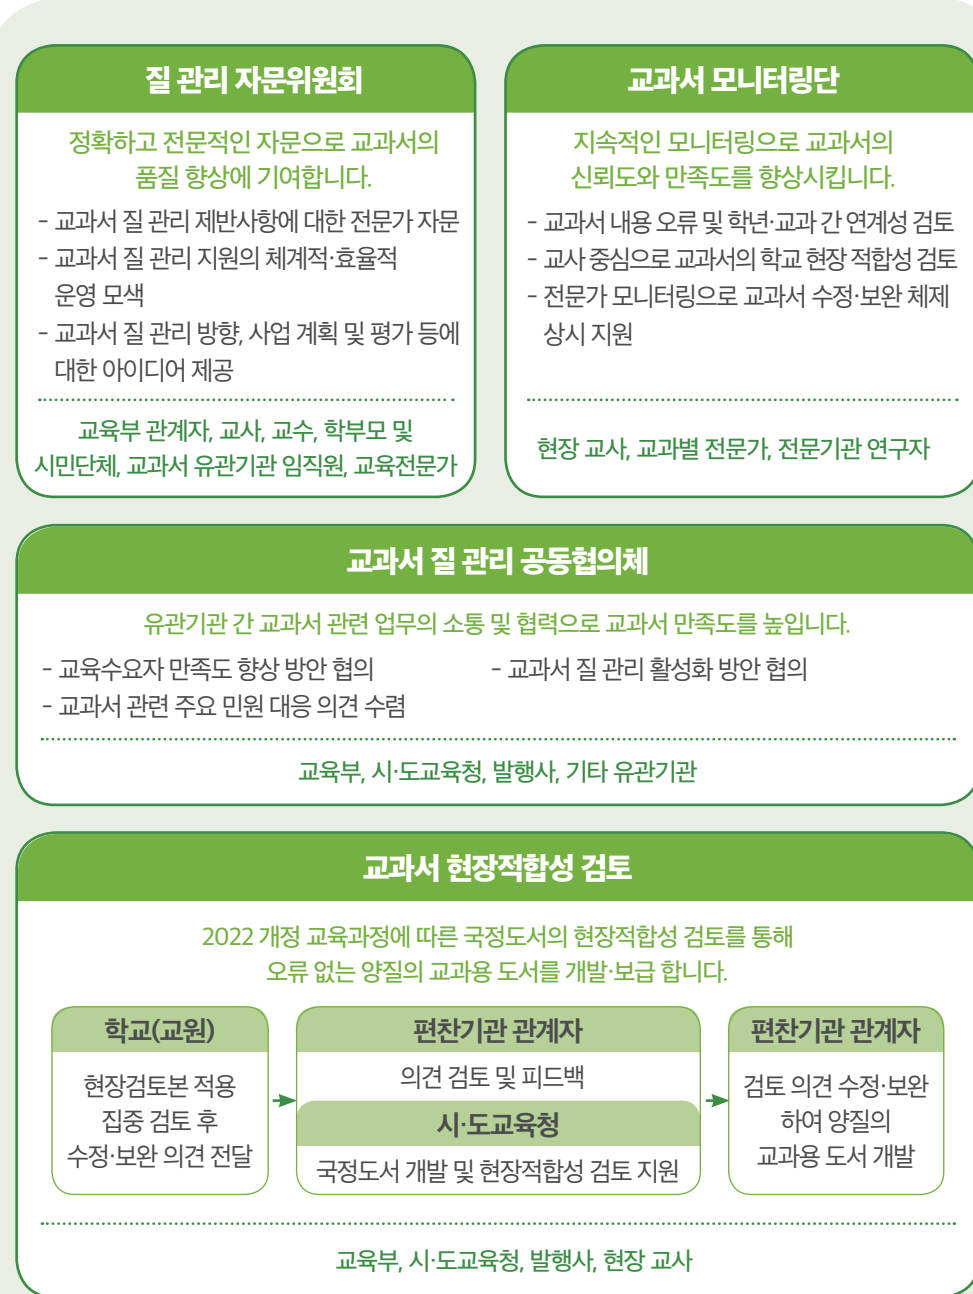 질 관리 자문위원회
정확하고 전문적인 자문으로 교과서의
품질 향상에 기여합니다.
- 교과서 질 관리 제반사항에 대한 전문가 자문
- 교과서 질 관리 지원의 체계적·효율적
운영 모색
- 교과서 질 관리 방향, 사업 계획 및 평가 등에
대한 아이디어 제공
교육부 관계자, 교사, 교수, 학부모 및
시민단체, 교과서 유관기관 임직원, 교육전문가
교과서 모니터링단
지속적인 모니터링으로 교과서의
신뢰도와 만족도를 향상시킵니다.
- 교과서 내용 오류 및 학년·교과 간 연계성 검토
- 교사 중심으로 교과서의 학교 현장 적합성 검토
- 전문가 모니터링으로 교과서 수정·보완 체제
상시 지원
현장 교사, 교과별 전문가, 전문기관 연구자
교과서 질 관리 공동협의체
유관기관 간 교과서 관련 업무의 소통 및 협력으로 교과서 만족도를 높입니다.
- 교육수요자 만족도 향상 방안 협의
- 교과서 질 관리 활성화 방안 협의
- 교과서 관련 주요 민원 대응 의견 수렴
교육부, 시·도교육청, 발행사, 기타 유관기관
교과서 현장적합성 검토
2022 개정 교육과정에 따른 국정도서의 현장적합성 검토를 통해
오류 없는 양질의 교과용 도서를 개발·보급 합니다.
학교(교원)
현장검토본 적용
집중 검토 후
수정·보완 의견 전달
편찬기관 관계자
의견 검토 및 피드백
시·도교육청
국정도서 개발 및 현장적합성 검토 지원
편찬기관 관계자
검토 의견 수정·보완
하여 양질의
교과용 도서 개발
교육부, 시·도교육청, 발행사, 현장 교사